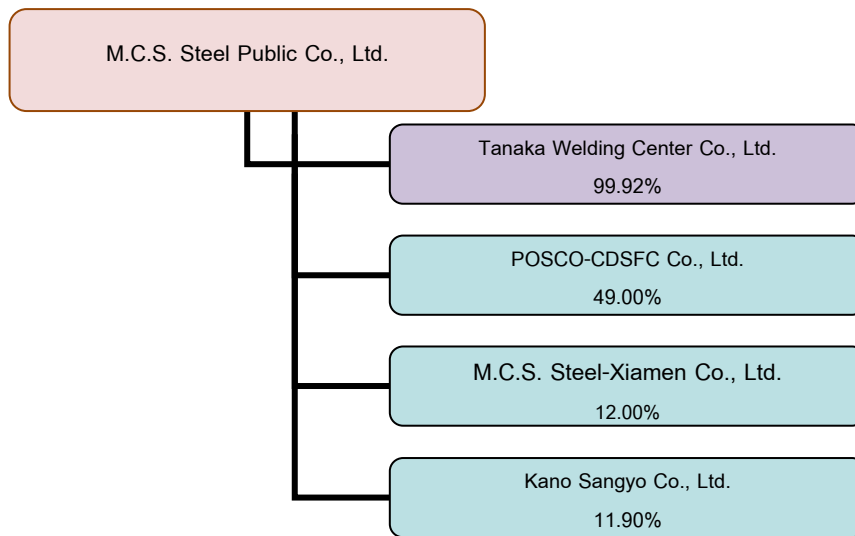 M.C.S. Steel Public Co., Ltd.
Tanaka Welding Center Co., Ltd.
99.92%
POSCO-CDSFC Co., Ltd.
49.00%
M.C.S. Steel-Xiamen Co., Ltd.
12.00%
Kano Sangyo Co., Ltd.
11.90%